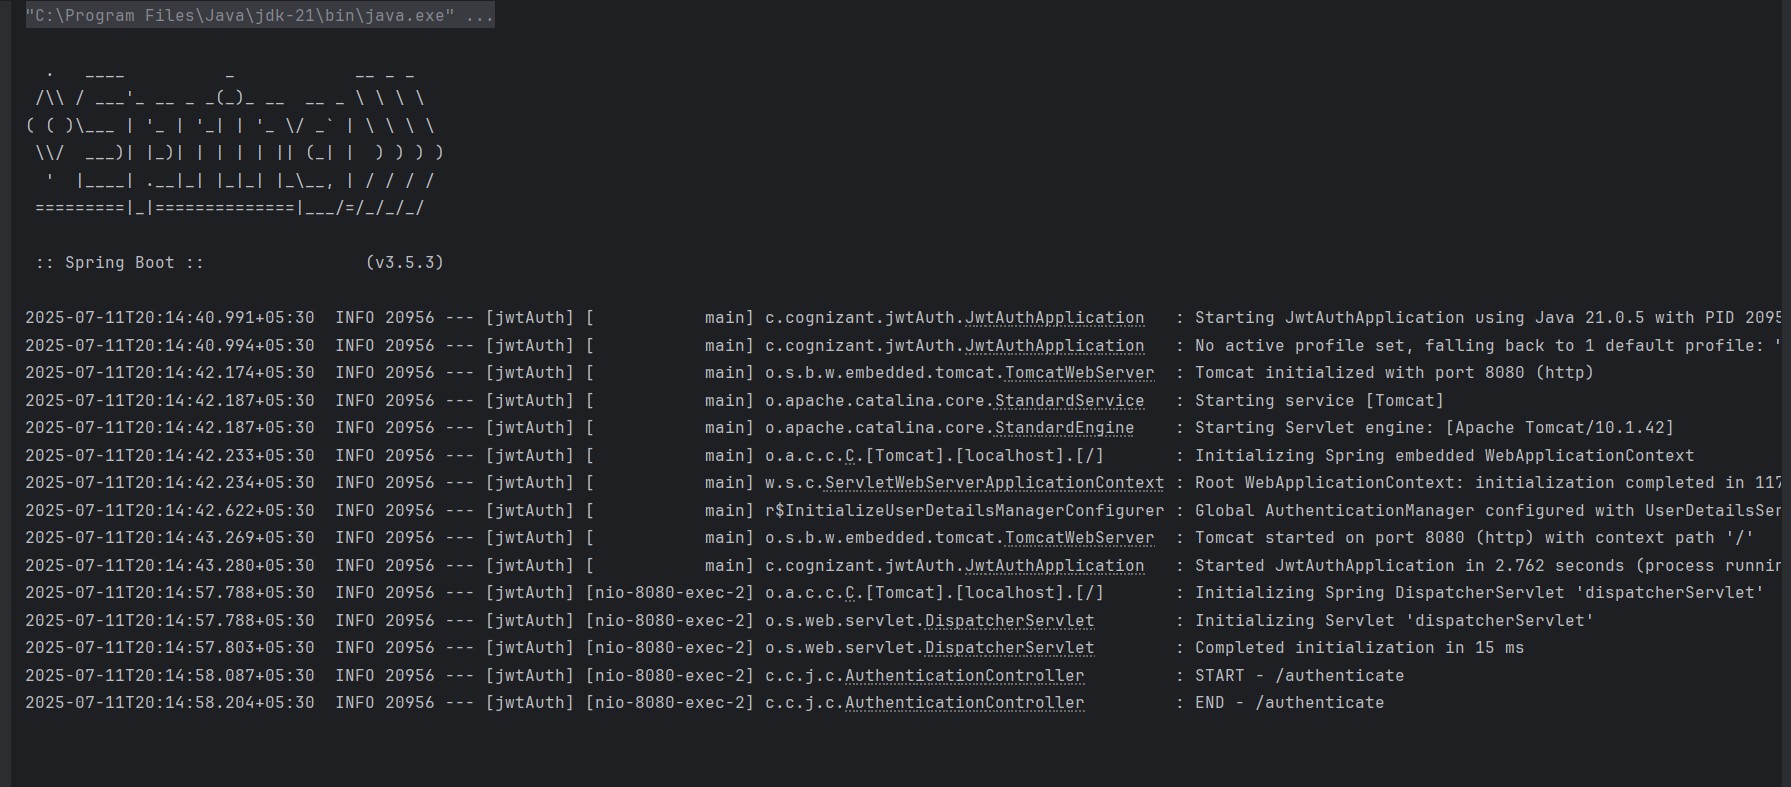 "C:\Program Files\Java\jdk-21\bin\java.exe" ...
  .   ____          _            __ _ _
 /\\ / ___'_ __ _ _(_)_ __  __ _ \ \ \ \
( ( )\___ | '_ | '_| | '_ \/ _` | \ \ \ \
 \\/  ___)| |_)| | | | | || (_| |  ) ) ) )
  '  |____| .__|_| |_|_| |_\__, | / / / /
 =========|_|==============|___/=/_/_/_/
 :: Spring Boot ::                (v3.5.3)
2025-07-11T20:14:40.991+05:30  INFO 20956 --- [jwtAuth] [           main] c.cognizant.jwtAuth.JwtAuthApplication   : Starting JwtAuthApplication using Java 21.0.5 with PID 2095
2025-07-11T20:14:40.994+05:30  INFO 20956 --- [jwtAuth] [           main] c.cognizant.jwtAuth.JwtAuthApplication   : No active profile set, falling back to 1 default profile: "
2025-07-11T20:14:42.174+05:30  INFO 20956 --- [jwtAuth] [           main] o.s.b.w.embedded.tomcat.TomcatWebServer  : Tomcat initialized with port 8080 (http)
2025-07-11T20:14:42.187+05:30  INFO 20956 --- [jwtAuth] [           main] o.apache.catalina.core.StandardService   : Starting service [Tomcat]
2025-07-11T20:14:42.187+05:30  INFO 20956 --- [jwtAuth] [           main] o.apache.catalina.core.StandardEngine    : Starting Servlet engine: [Apache Tomcat/10.1.42]
2025-07-11T20:14:42.233+05:30  INFO 20956 --- [jwtAuth] [           main] o.a.c.c.C.[Tomcat].[localhost].[/]       : Initializing Spring embedded WebApplicationContext
2025-07-11T20:14:42.234+05:30  INFO 20956 --- [jwtAuth] [           main] w.s.c.ServletWebServerApplicationContext : Root WebApplicationContext: initialization completed in 117
2025-07-11T20:14:42.622+05:30  INFO 20956 --- [jwtAuth] [           main] r$InitializeUserDetailsManagerConfigurer : Global AuthenticationManager configured with UserDetailsSer
2025-07-11T20:14:43.269+05:30  INFO 20956 --- [jwtAuth] [           main] o.s.b.w.embedded.tomcat.TomcatWebServer  : Tomcat started on port 8080 (http) with context path '/'
2025-07-11T20:14:43.280+05:30  INFO 20956 --- [jwtAuth] [           main] c.cognizant.jwtAuth.JwtAuthApplication   : Started JwtAuthApplication in 2.762 seconds (process runnin
2025-07-11T20:14:57.788+05:30  INFO 20956 --- [jwtAuth] [nio-8080-exec-2] o.a.c.c.C.[Tomcat].[localhost].[/]       : Initializing Spring DispatcherServlet 'dispatcherServlet'
2025-07-11T20:14:57.788+05:30  INFO 20956 --- [jwtAuth] [nio-8080-exec-2] o.s.web.servlet.DispatcherServlet        : Initializing Servlet 'dispatcherServlet'
2025-07-11T20:14:57.803+05:30  INFO 20956 --- [jwtAuth] [nio-8080-exec-2] o.s.web.servlet.DispatcherServlet        : Completed initialization in 15 ms
2025-07-11T20:14:58.087+05:30  INFO 20956 --- [jwtAuth] [nio-8080-exec-2] c.c.j.c.AuthenticationController         : START - /authenticate
2025-07-11T20:14:58.204+05:30  INFO 20956 --- [jwtAuth] [nio-8080-exec-2] c.c.j.c.AuthenticationController         : END - /authenticate